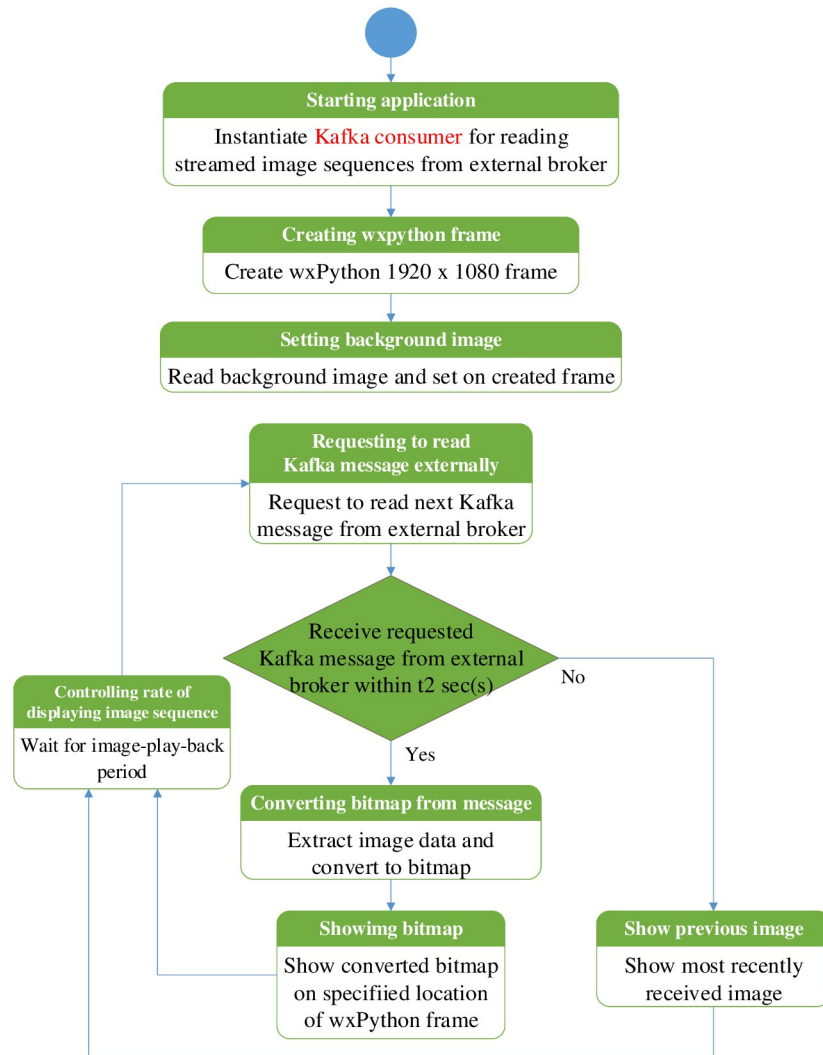 Starting application
Instantiate Kafka consumer for reading
streamed image sequences from external broker
Creating wxpython frame
Create wxPython 1920 x 1080 frame
Setting background image
Read background image and set on created frame
Requesting to read
Kafka message externally
Request to read next Kafka
message from external broker
Receive requested
Kafka message from external
broker within t2 sec(s)
No
Yes
Controlling rate of
displaying image sequence
Wait for image-play-back
period
Converting bitmap from message
Extract image data and
convert to bitmap
Showimg bitmap
Show converted bitmap
on specifiied location
of wxPython frame
Show previous image
Show most recently
received image